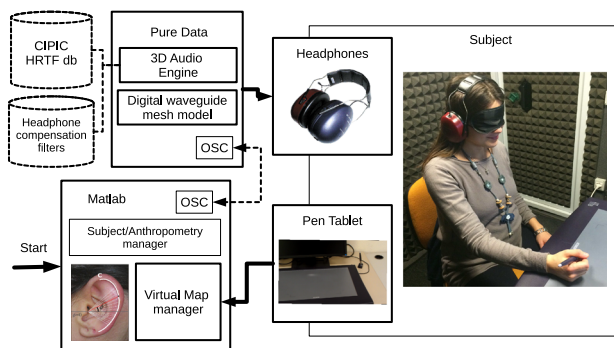 CIPIC
HRTF db
Headphone
compensation
filters
Pure Data
3D Audio
Engine
Digital waveguide
mesh model
OSC
Headphones
Subject
Start
Matlab
OSC
Subject/Anthropometry
manager
Virtual Map
manager
Pen Tablet